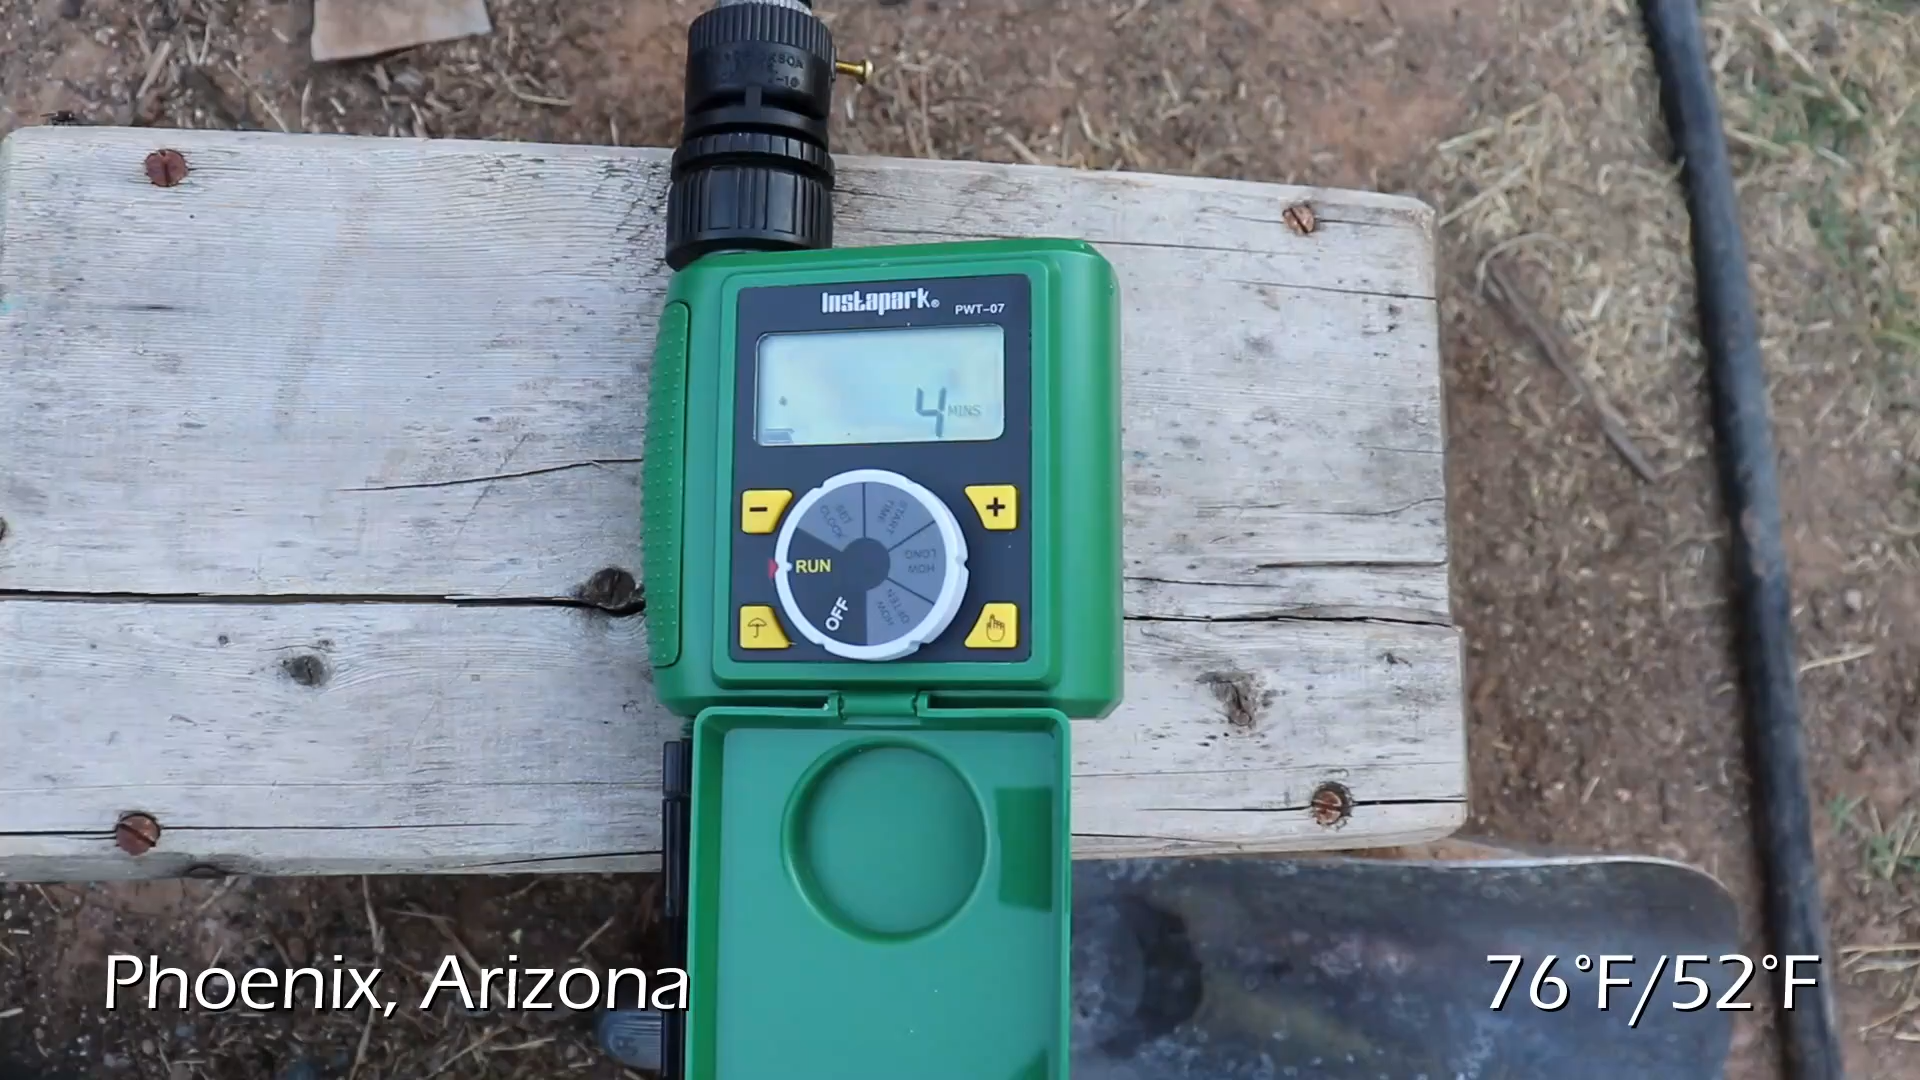 Instapark®
PWT-07
4 MINS
-
+
SET CLOCK
START TIME
HOW LONG
HOW OFTEN
OFF
RUN
Phoenix, Arizona
76°F/52°F